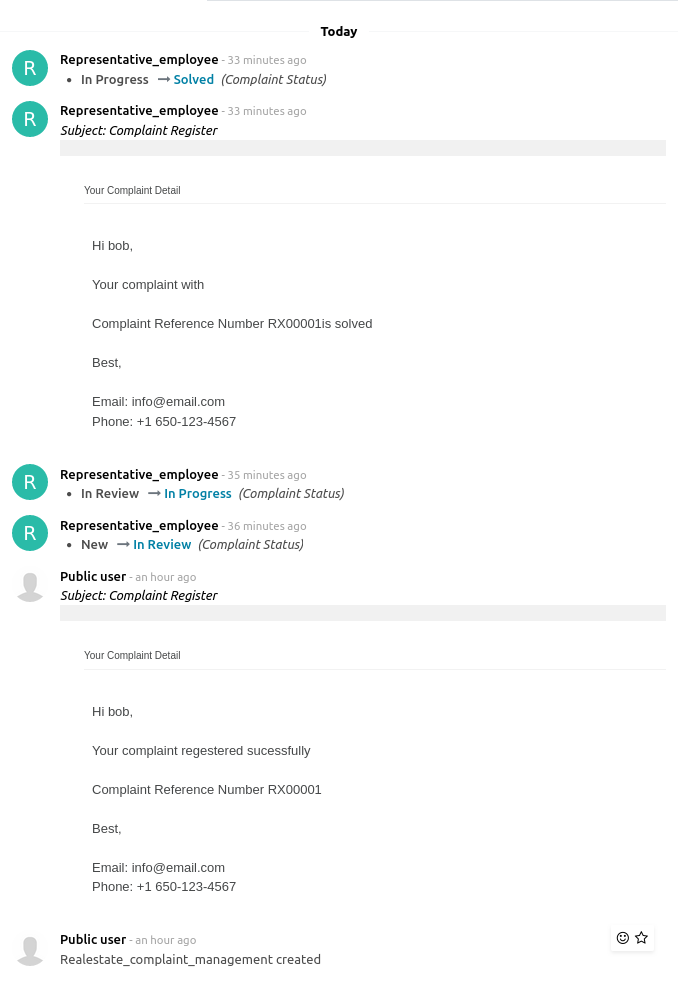 Today
R
Representative_employee - 33 minutes ago
• In Progress → Solved (Complaint Status)
R
Representative_employee - 33 minutes ago
Subject: Complaint Register
Your Complaint Detail
Hi bob,
Your complaint with
Complaint Reference Number RX00001is solved
Best,
Email: info@email.com
Phone: +1 650-123-4567
R
Representative_employee - 35 minutes ago
• In Review → In Progress (Complaint Status)
R
Representative_employee - 36 minutes ago
• New → In Review (Complaint Status)
Public user - an hour ago
Subject: Complaint Register
Your Complaint Detail
Hi bob,
Your complaint regestered sucessfully
Complaint Reference Number RX00001
Best,
Email: info@email.com
Phone: +1 650-123-4567
Public user - an hour ago
Realestate_complaint_management created